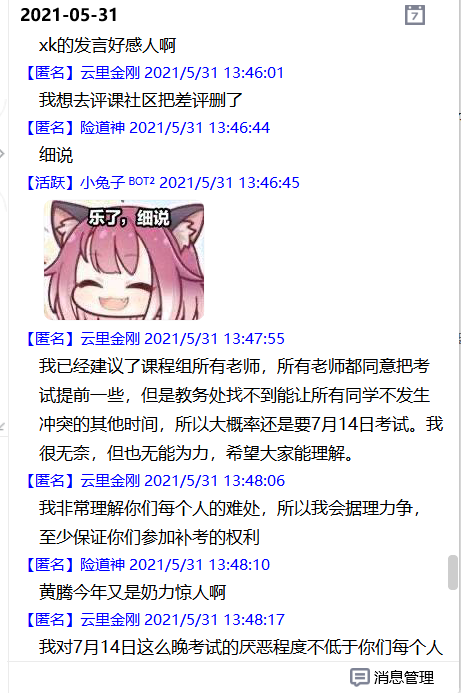 2021-05-31
7
xk的发言好感人啊
【匿名】云里金刚 2021/5/31 13:46:01
我想去评课社区把差评删了
【匿名】险道神 2021/5/31 13:46:44
细说
【活跃】小兔子 BOT² 2021/5/31 13:46:45
乐了，细说
【匿名】云里金刚 2021/5/31 13:47:55
我已经建议了课程组所有老师，所有老师都同意把考
试提前一些，但是教务处找不到能让所有同学不发生
冲突的其他时间，所以大概率还是要7月14日考试。我
很无奈，但也无能为力，希望大家能理解。
【匿名】云里金刚 2021/5/31 13:48:06
我非常理解你们每个人的难处，所以我会据理力争，
至少保证你们参加补考的权利
【匿名】险道神 2021/5/31 13:48:10
黄腾今年又是奶力惊人啊
【匿名】云里金刚 2021/5/31 13:48:17
我对7月14日这么晚考试的厌恶程度不低于你们每个人
消息管理